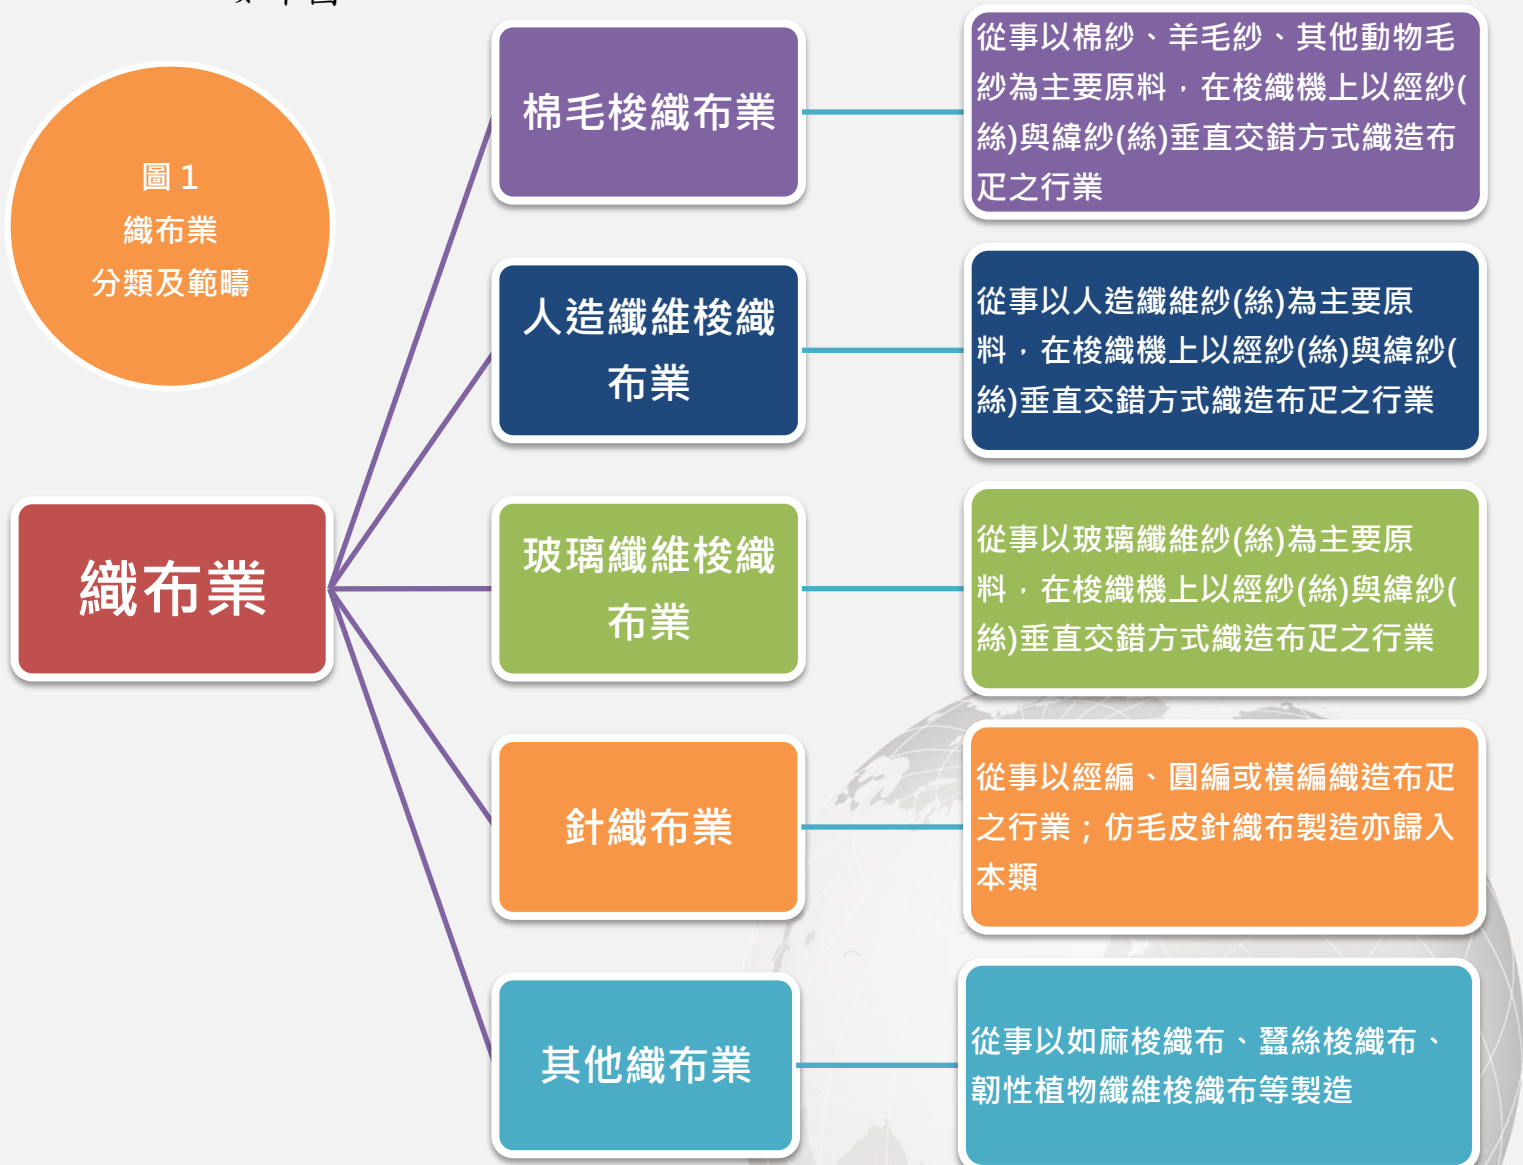 圖 1
織布業
分類及範疇
織布業
棉毛梭織布業
從事以棉紗、羊毛紗、其他動物毛
紗為主要原料，在梭織機上以經紗(
絲)與緯紗(絲)垂直交錯方式織造布
疋之行業
人造纖維梭織
布業
從事以人造纖維紗(絲)為主要原
料，在梭織機上以經紗(絲)與緯紗(
絲)垂直交錯方式織造布疋之行業
玻璃纖維梭織
布業
從事以玻璃纖維紗(絲)為主要原
料，在梭織機上以經紗(絲)與緯紗(
絲)垂直交錯方式織造布疋之行業
針織布業
從事以經編、圓編或橫編織造布疋
之行業；仿毛皮針織布製造亦歸入
本類
其他織布業
從事以如麻梭織布、蠶絲梭織布、
韌性植物纖維梭織布等製造